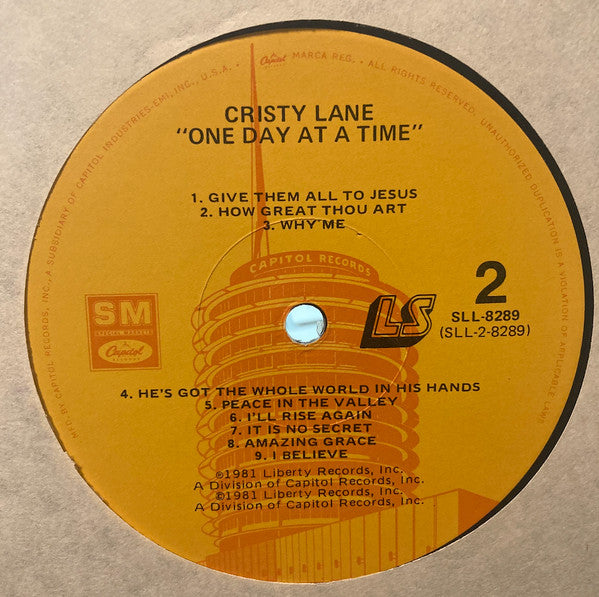 MFD. BY CAPITOL RECORDS, INC., A SUBSIDIARY OF CAPITOL INDUSTRIES-EMI, INC., U.S.A. • Capitol RECORDS MARCA REG. • ALL RIGHTS RESERVED. UNAUTHORIZED DUPLICATION IS A VIOLATION OF APPLICABLE LAWS.
CRISTY LANE
"ONE DAY AT A TIME"
1. GIVE THEM ALL TO JESUS
2. HOW GREAT THOU ART
3. WHY ME
CAPITOL RECORDS
SM
SPECIAL MARKETS
Capitol
RECORDS
LS
2
SLL-8289
(SLL-2-8289)
4. HE'S GOT THE WHOLE WORLD IN HIS HANDS
5. PEACE IN THE VALLEY
6. I'LL RISE AGAIN
7. IT IS NO SECRET
8. AMAZING GRACE
9. I BELIEVE
©1981 Liberty Records, Inc.
A Division of Capitol Records, Inc.
©1981 Liberty Records, Inc.
A Division of Capitol Records, Inc.